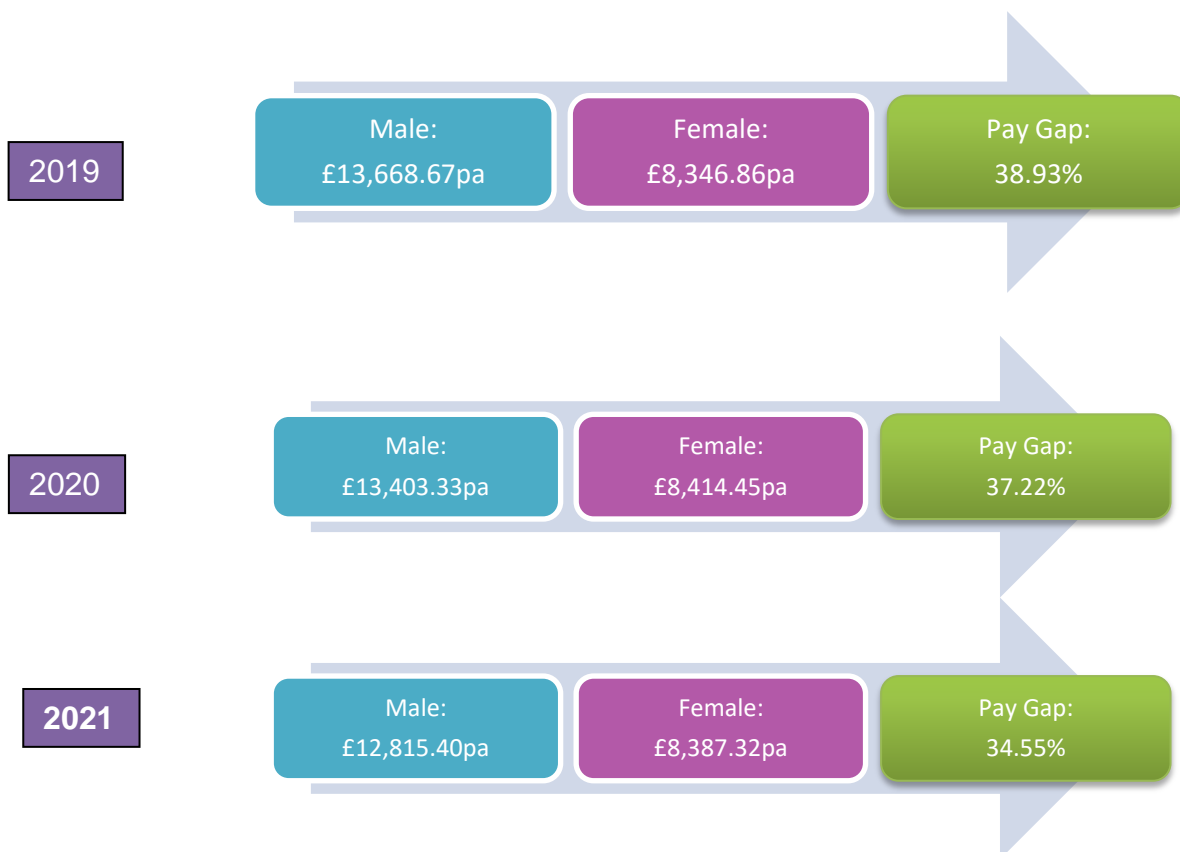 2019
Male:
£13,668.67pa
Female:
£8,346.86pa
Pay Gap:
38.93%
2020
Male:
£13,403.33pa
Female:
£8,414.45pa
Pay Gap:
37.22%
2021
Male:
£12,815.40pa
Female:
£8,387.32pa
Pay Gap:
34.55%